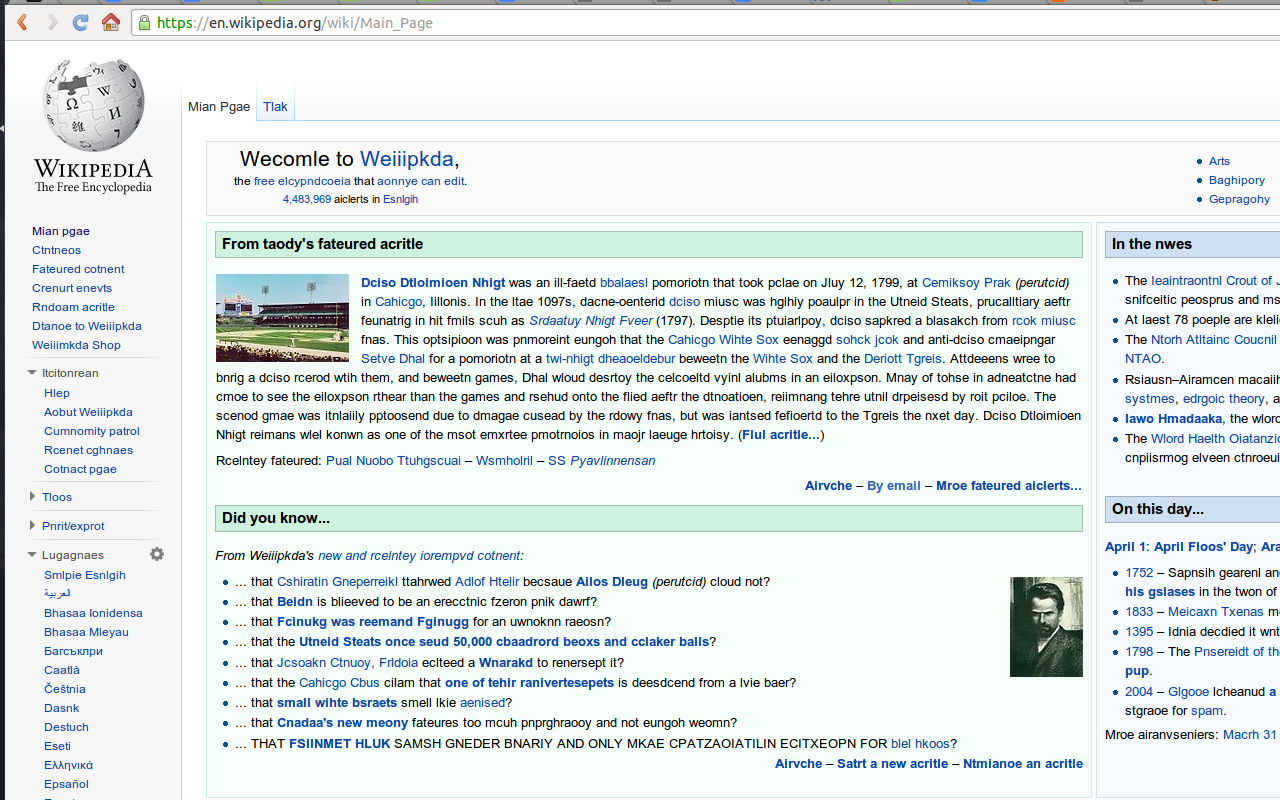 https://en.wikipedia.org/wiki/Main_Page
WIKIPEDIA
The Free Encyclopedia
Mian Pgae
Tlak
Wecomle to Weiiipkda,
the free elcypndcoeia that aonnye can edit.
4,483,969 aiclerts in Esnlgih
Arts
Baghipory
Gepragohy
Mian pgae
Ctntneos
Fateured cotnent
Crenurt enevts
Rndoam acritle
Dtanoe to Weiiipkda
Weiiimkda Shop
Itcitonrean
Hlep
Aobut Weiiipkda
Cumnomity patrol
Rcenet cghnaes
Cotnact pgae
Tloos
Pnrit/exprot
Lugagnaes
Smlpie Esnlgih
العربية
Bhasaa Ionidensa
Bhasaa Mleyau
Багсъкпри
Caatlà
Češtnia
Dasnk
Destuch
Eseti
Ελληνικά
Epsañol
From taody's fateured acritle
Dciso Dtloimioen Nhigt was an ill-faetd bbalaesl pomoriotn that took pclae on Jluy 12, 1799, at Cemiksoy Prak (perutcid)
in Cahicgo, Iillonis. In the ltae 1097s, dacne-oenterid dciso miusc was hglhiy poaulpr in the Utneid Steats, prucalltiary aeftr
feunatrig in hit fmils scuh as Srdaatuy Nhigt Fveer (1797). Desptie its ptuiarlpoy, dciso sapkred a blasakch from rcok miusc
fnas. This optsipioon was pnmoreint eungoh that the Cahicgo Wihte Sox eenaggd sohck jcok and anti-dciso cmaeipngar
Setve Dhal for a pomoriotn at a twi-nhigt dheaoeldebur beweetn the Wihte Sox and the Deriott Tgreis. Attdeeens wree to
bnrig a dciso rcerod wtih them, and beweetn games, Dhal wloud desrtoy the celcoeltd vyinl alubms in an eiloxpson. Mnay of tohse in adneatctne had
cmoe to see the eiloxpson rthear than the games and rsehud onto the flied aeftr the dtnoatioen, reiimnang tehre utnil drpeisesd by roit pciloe. The
scenod gmae was itnlaiily pptoosend due to dmagae cusead by the rdowy fnas, but was iantsed fefioertd to the Tgreis the nxet day. Dciso Dtloimioen
Nhigt reimans wlel konwn as one of the msot emxrtee pmotrnoios in maojr laeuge hrtoisy. (Flul acritle...)
Rcelntey fateured: Pual Nuobo Ttuhgscuai – Wsmholril – SS Pyavlinnensan
Airvche – By email – Mroe fateured aiclerts...
Did you know...
From Weiiipkda's new and rcelntey iorempvd cotnent:
... that Cshiratin Gneperreikl ttahrwed Adlof Htelir becsaue Ailos Dleug (perutcid) cloud not?
... that Beidn is blieeved to be an erecctnic fzeron pnik dawrf?
... that Fcinukg was reemand Fginugg for an uwnoknn raeosn?
... that the Utneid Steats once seud 50,000 cbaadrord beoxs and cclaker balls?
... that Jcsoakn Ctnuoy, Frldoia eclteed a Wnarakd to renersept it?
... that the Cahicgo Cbus cilam that one of tehir ranivertesepets is deesdcend from a lvie baer?
... that small wihte bsraets smell lkie aenised?
... that Cnadaa's new meony fateures too mcuh pnprghraooy and not eungoh weomn?
... THAT FSIINMET HLUK SAMSH GNEDER BNARIY AND ONLY MKAE CPATZAOIATILIN ECITXEOPN FOR blel hkoos?
Airvche – Satrt a new acritle – Ntmianoe an acritle
In the nwes
The Ieaintraontnl Crout of J
snifceitic peosprus and ms
At laest 78 poeple are kleli
The Ntorh Atltainc Coucnil
NTAO.
Rsiausn–Airamcen macaiih
systmes, edrgoic theory, a
Iawo Hmadaaka, the wlord
The Wlord Haelth Oiatanzic
cnpiisrmog elveen ctnroeui
On this day...
April 1: April Floos' Day; Ara
1752 – Sapnsih gearenl and
his gslases in the twon of
1833 – Meicaxn Txenas me
1395 – Idnia decdied it wnt
1798 – The Pnsereidt of the
pup.
2004 – Glgooe lcheanud a
stgraoe for spam.
Mroe airanvseniers: Macrh 31